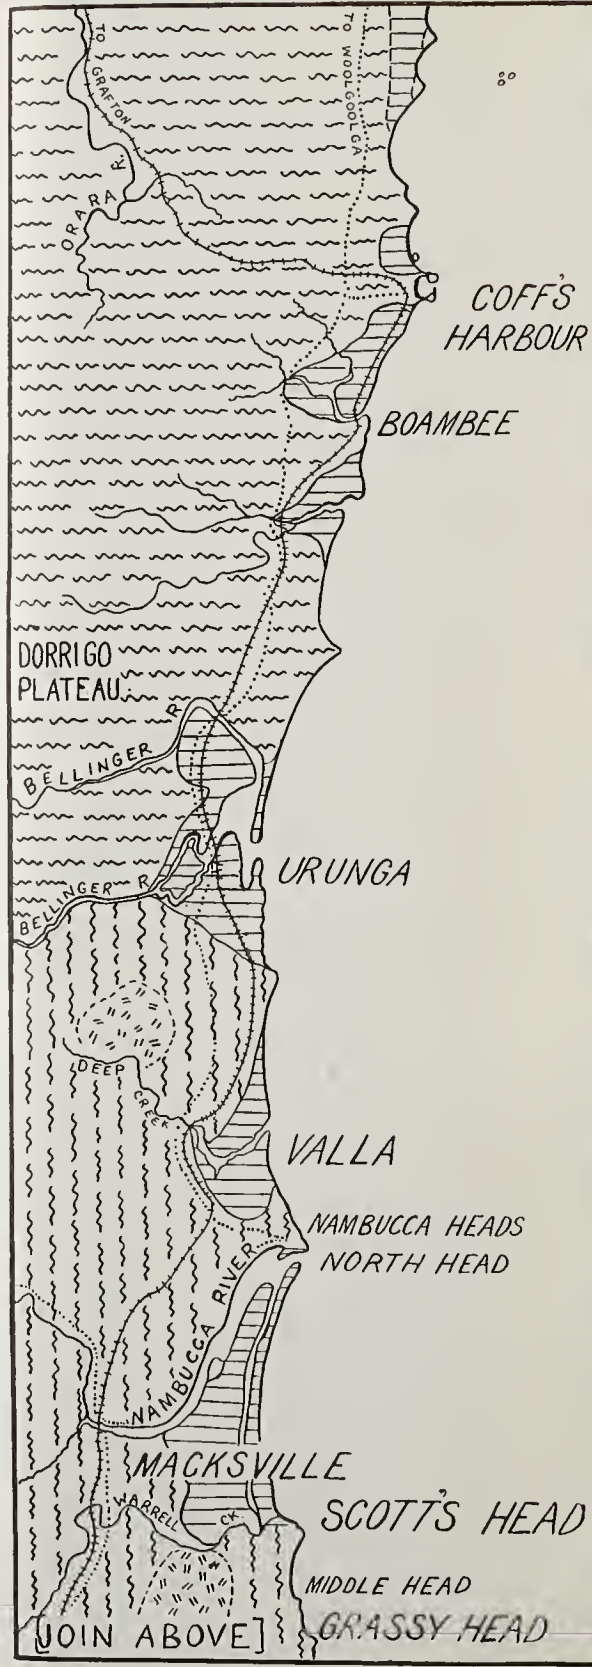 TO GRAFTON
TO WOOLGOOLGA
ORARA R.
COFF'S
HARBOUR
BOAMBEE
DORRIGO
PLATEAU
BELLINGER R
URUNGA
BELLINGER R
DEEP CREEK
VALLA
NAMBUCCA HEADS
NORTH HEAD
NAMBUCCA RIVER
MACKSVILLE
WARRELL CK.
SCOTT'S HEAD
MIDDLE HEAD
[JOIN ABOVE]
GRASSY HEAD